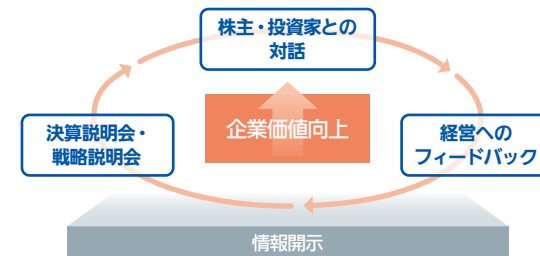 株主・投資家との
対話
決算説明会・
戦略説明会
企業価値向上
経営への
フィードバック
情報開示